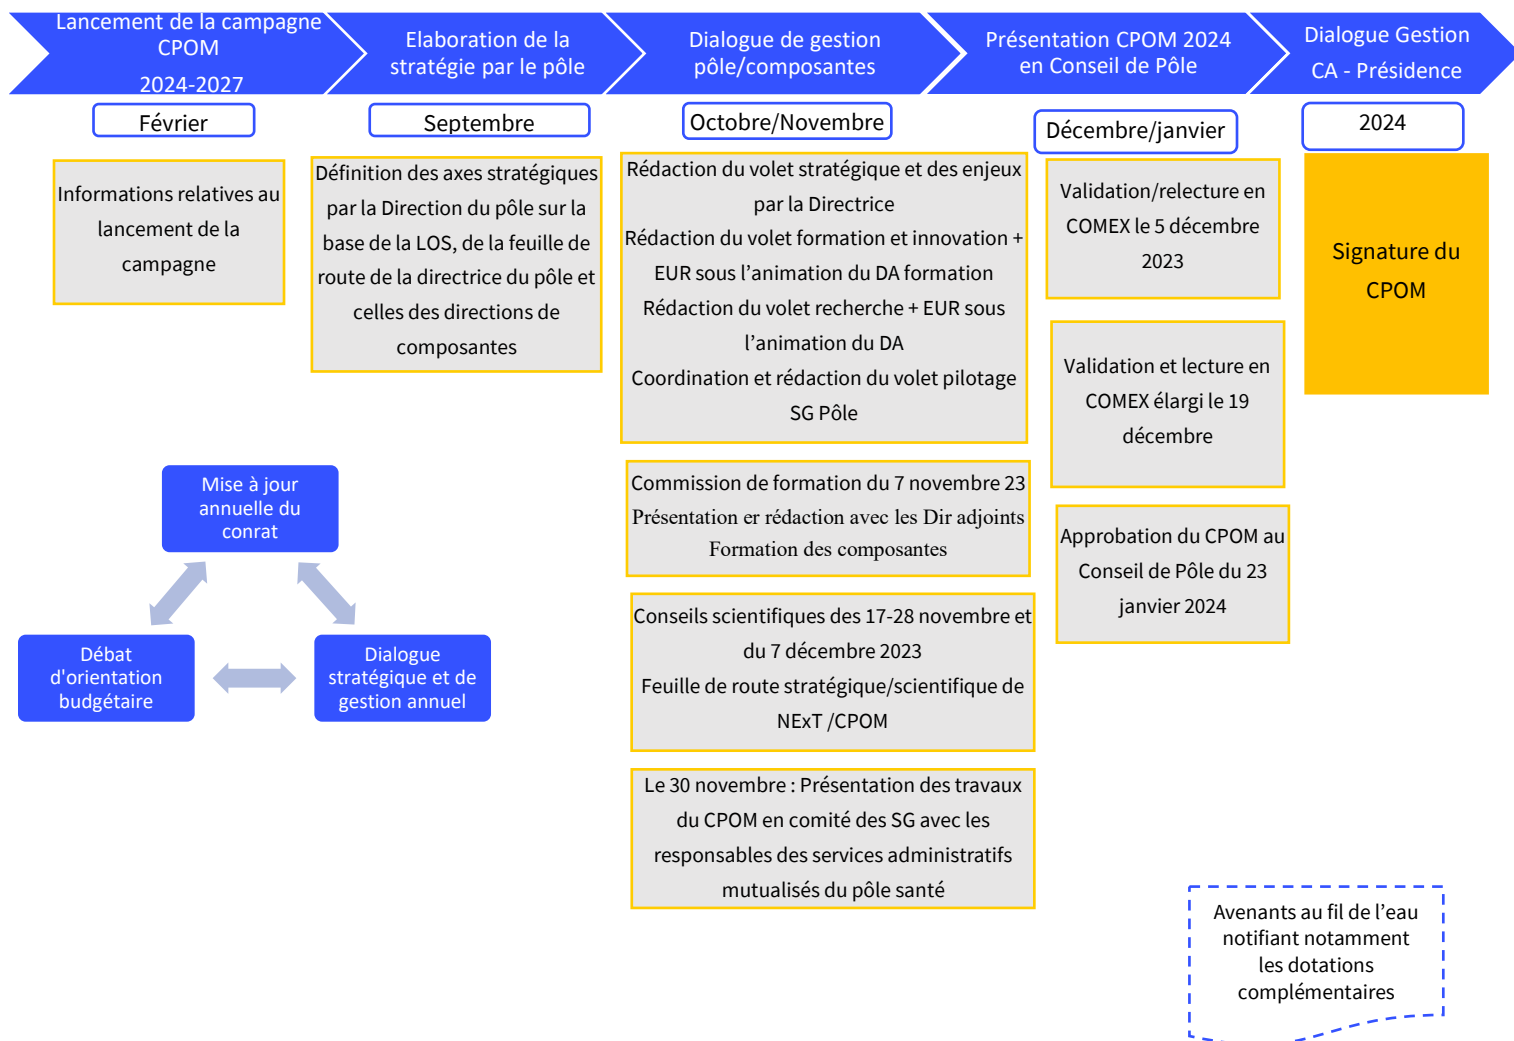 Lancement de la campagne
CPOM
2024-2027
Elaboration de la
stratégie par le pôle
Dialogue de gestion
pôle/composantes
Présentation CPOM 2024
en Conseil de Pôle
Dialogue Gestion
CA - Présidence
Février
Septembre
Octobre/Novembre
Décembre/janvier
2024
Informations relatives au
lancement de la
campagne
Définition des axes stratégiques
par la Direction du pôle sur la
base de la LOS, de la feuille de
route de la directrice du pôle et
celles des directions de
composantes
Rédaction du volet stratégique et des enjeux
par la Directrice
Rédaction du volet formation et innovation +
EUR sous l'animation du DA formation
Rédaction du volet recherche + EUR sous
l'animation du DA
Coordination et rédaction du volet pilotage
SG Pôle
Commission de formation du 7 novembre 23
Présentation er rédaction avec les Dir adjoints
Formation des composantes
Conseils scientifiques des 17-28 novembre et
du 7 décembre 2023
Feuille de route stratégique/scientifique de
NExT /CPOM
Le 30 novembre : Présentation des travaux
du CPOM en comité des SG avec les
responsables des services administratifs
mutualisés du pôle santé
Validation/relecture en
COMEX le 5 décembre
2023
Validation et lecture en
COMEX élargi le 19
décembre
Approbation du CPOM au
Conseil de Pôle du 23
janvier 2024
Signature du
CPOM
Mise à jour
annuelle du
conrat
Débat
d'orientation
budgétaire
Dialogue
stratégique et de
gestion annuel
Avenants au fil de l'eau
notifiant notamment
les dotations
complémentaires